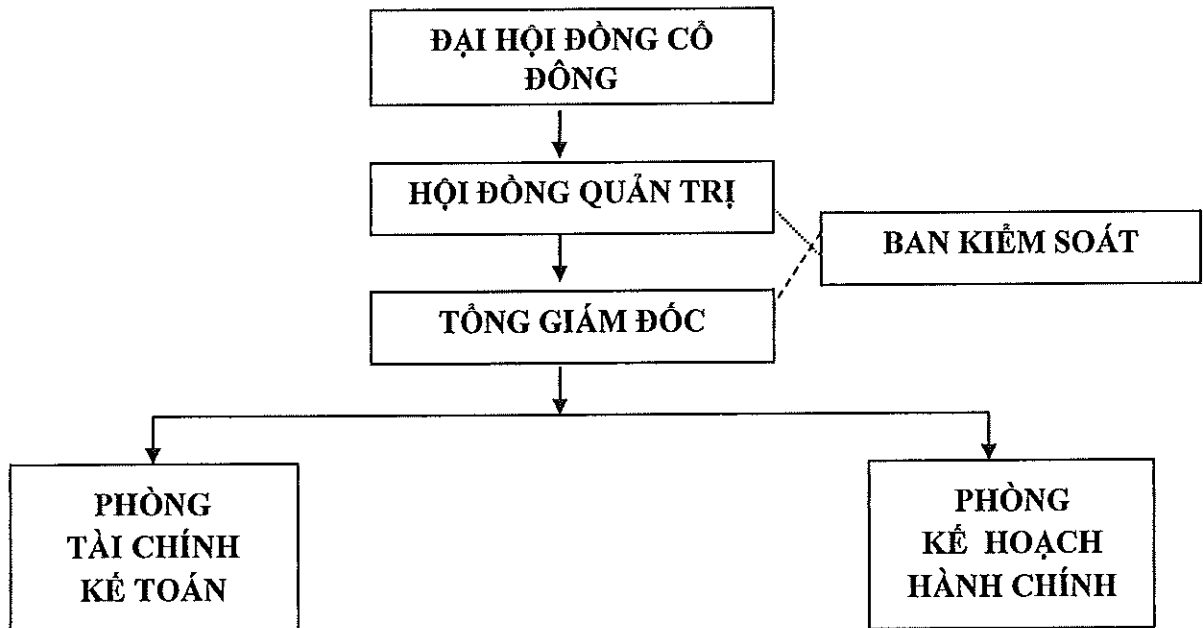 ĐẠI HỘI ĐỒNG CỔ
ĐÔNG
HỘI ĐỒNG QUẢN TRỊ
BAN KIỂM SOÁT
TỔNG GIÁM ĐỐC
PHÒNG
TÀI CHÍNH
KẾ TOÁN
PHÒNG
KẾ HOẠCH
HÀNH CHÍNH